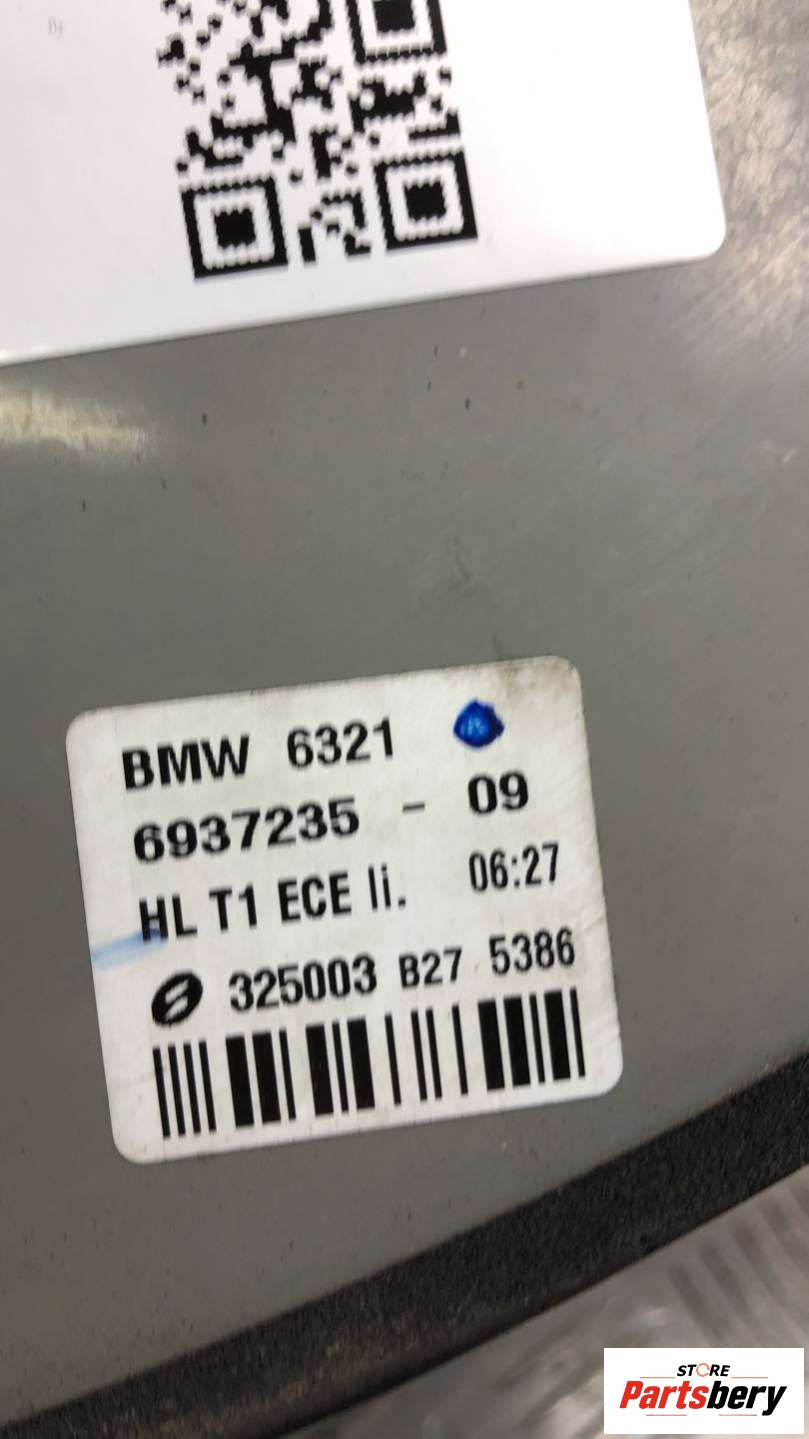 BMW 6321
6937235 - 09
HL T1 ECE li. 06:27
325003 B27 5386
STORE
Partsbery